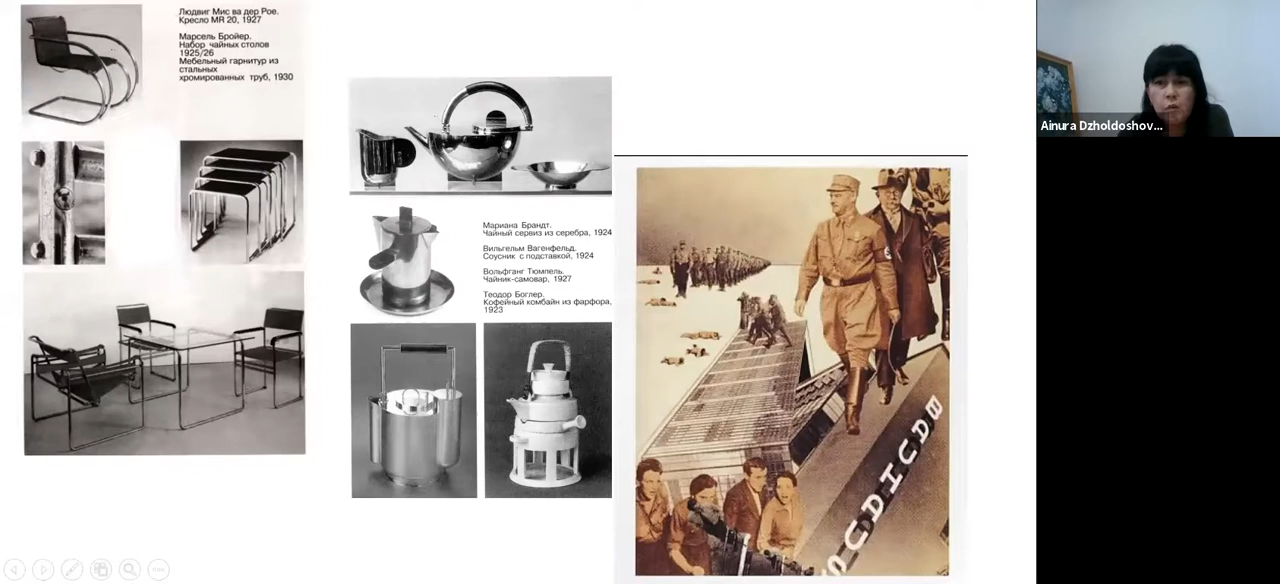 Людвиг Мис ва дер Рое.
Кресло MR 20, 1927
Марсель Бройер.
Набор чайных столов
1925/26
Мебельный гарнитур из
стальных
хромированных труб, 1930
Мариана Брандт.
Чайный сервиз из серебра, 1924
Вильгельм Вагенфельд.
Соусник с подставкой, 1924
Вольфганг Тюмпель.
Чайник-самовар, 1927
Теодор Боглер.
Кофейный комбайн из фарфора,
1923
Ainura Dzholdoshov...